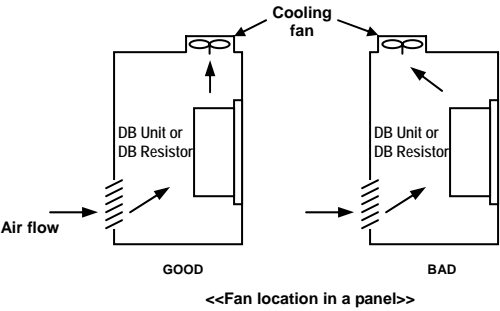 Cooling
fan
DB Unit or
DB Resistor
DB Unit or
DB Resistor
Air flow
GOOD
BAD
<<Fan location in a panel>>